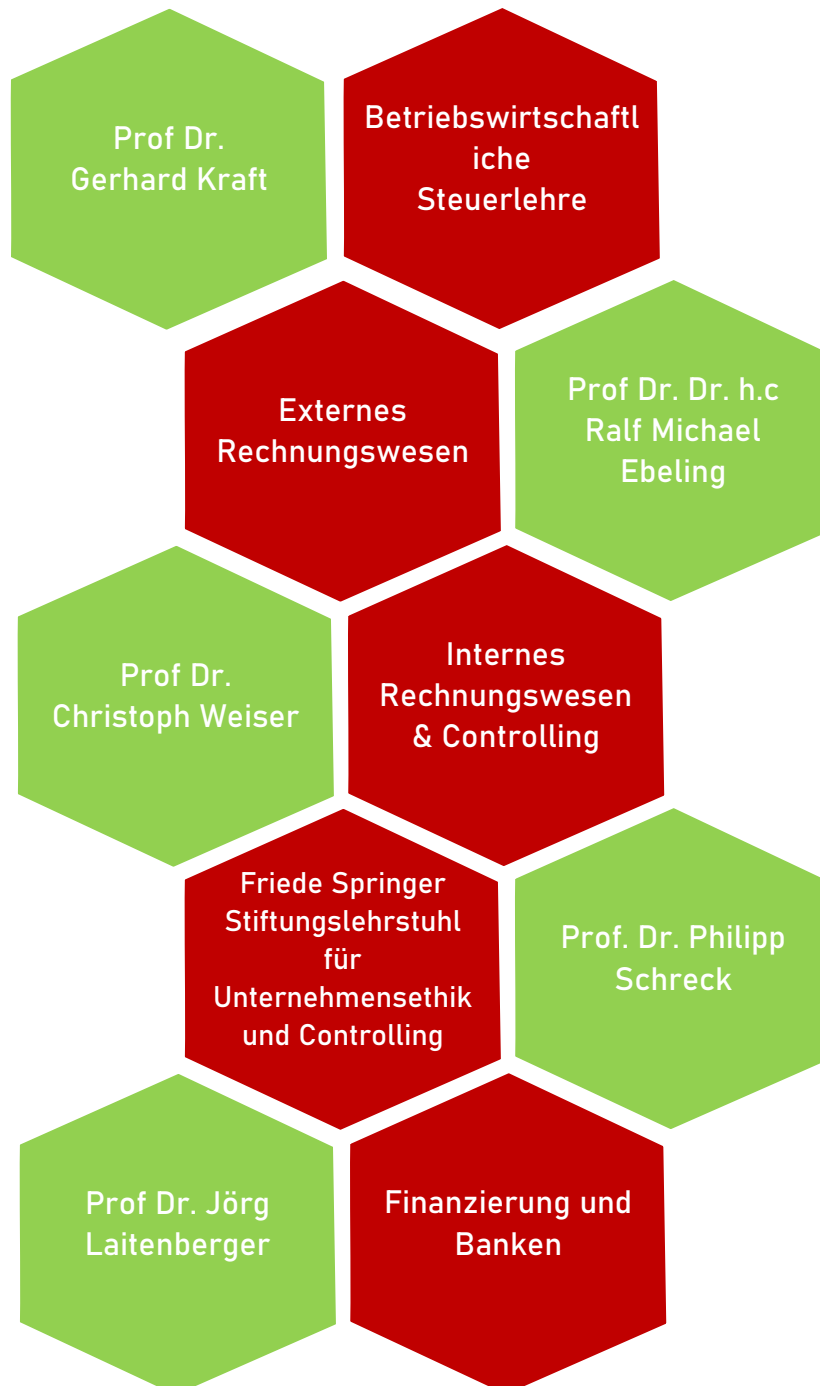 Prof Dr.
Gerhard Kraft
Betriebswirtschaftl
iche
Steuerlehre
Externes
Rechnungswesen
Prof Dr. Dr. h.c
Ralf Michael
Ebeling
Prof Dr.
Christoph Weiser
Internes
Rechnungswesen
& Controlling
Friede Springer
Stiftungslehrstuhl
für
Unternehmensethik
und Controlling
Prof. Dr. Philipp
Schreck
Prof Dr. Jörg
Laitenberger
Finanzierung und
Banken